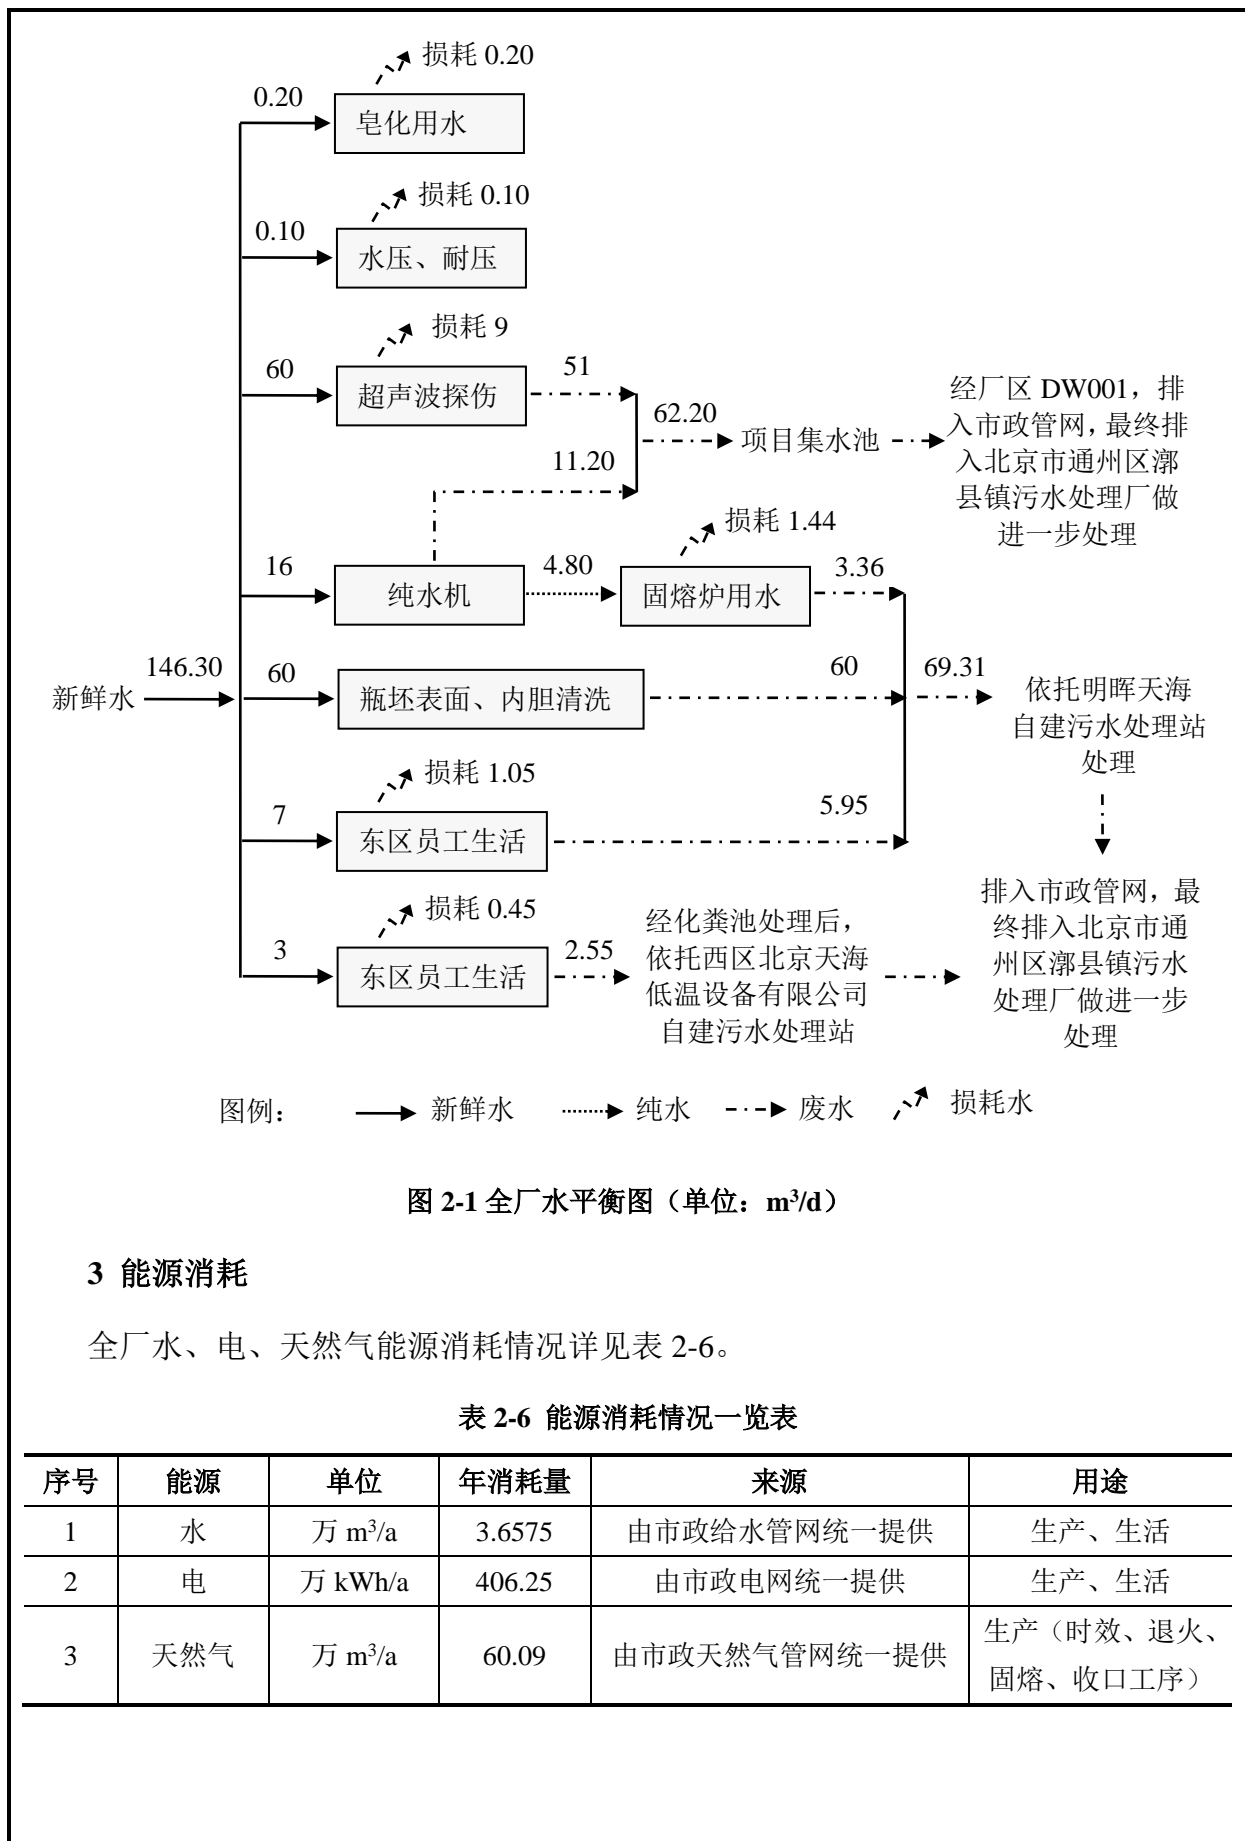 损耗 0.20
0.20
皂化用水
损耗 0.10
0.10
水压、耐压
损耗 9
60
超声波探伤
51
62.20
11.20
项目集水池
经厂区 DW001，排
入市政管网，最终排
入北京市通州区漷
县镇污水处理厂做
进一步处理
损耗 1.44
16
纯水机
4.80
固熔炉用水
3.36
新鲜水
146.30
60
瓶坯表面、内胆清洗
60
69.31
依托明晖天海
自建污水处理站
处理
损耗 1.05
7
东区员工生活
5.95
损耗 0.45
3
东区员工生活
2.55
经化粪池处理后，
依托西区北京天海
低温设备有限公司
自建污水处理站
排入市政管网，最
终排入北京市通
州区漷县镇污水
处理厂做进一步
处理
图例： 新鲜水 纯水 废水 损耗水
图 2-1 全厂水平衡图（单位：m³/d）
3 能源消耗
全厂水、电、天然气能源消耗情况详见表 2-6。
表 2-6 能源消耗情况一览表
序号 能源 单位 年消耗量 来源 用途
1 水 万 m³/a 3.6575 由市政给水管网统一提供 生产、生活
2 电 万 kWh/a 406.25 由市政电网统一提供 生产、生活
3 天然气 万 m³/a 60.09 由市政天然气管网统一提供 生产（时效、退火、
固熔、收口工序）